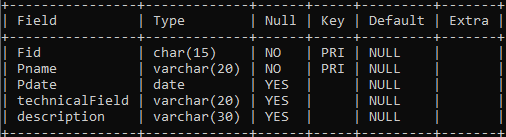 +----------------+-------------+------+-----+---------+-------+
| Field          | Type        | Null | Key | Default | Extra |
+----------------+-------------+------+-----+---------+-------+
| Fid            | char(15)    | NO   | PRI | NULL    |       |
| Pname          | varchar(20) | NO   | PRI | NULL    |       |
| Pdate          | date        | YES  |     | NULL    |       |
| technicalField | varchar(20) | YES  |     | NULL    |       |
| description    | varchar(30) | YES  |     | NULL    |       |
+----------------+-------------+------+-----+---------+-------+